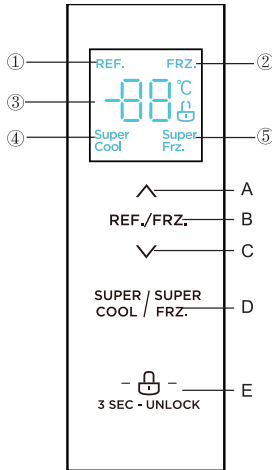 ① REF. FRZ. ②
③ -88 °C
④ Super Cool Super Frz. ⑤
A
REF./FRZ. B
C
SUPER COOL / SUPER FRZ. D
E
3 SEC - UNLOCK